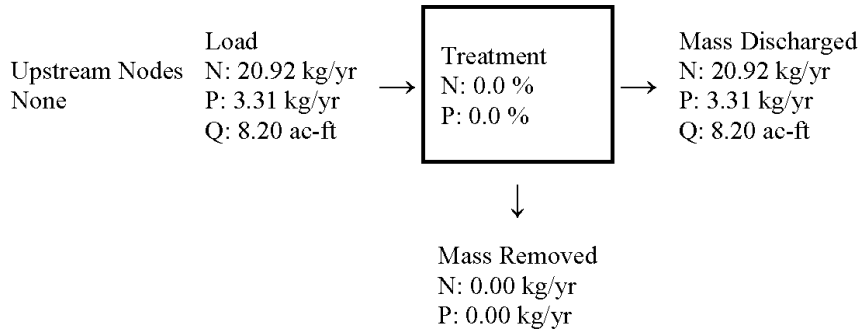 Upstream Nodes
None
Load
N: 20.92 kg/yr
P: 3.31 kg/yr
Q: 8.20 ac-ft
Treatment
N: 0.0 %
P: 0.0 %
Mass Discharged
N: 20.92 kg/yr
P: 3.31 kg/yr
Q: 8.20 ac-ft
Mass Removed
N: 0.00 kg/yr
P: 0.00 kg/yr